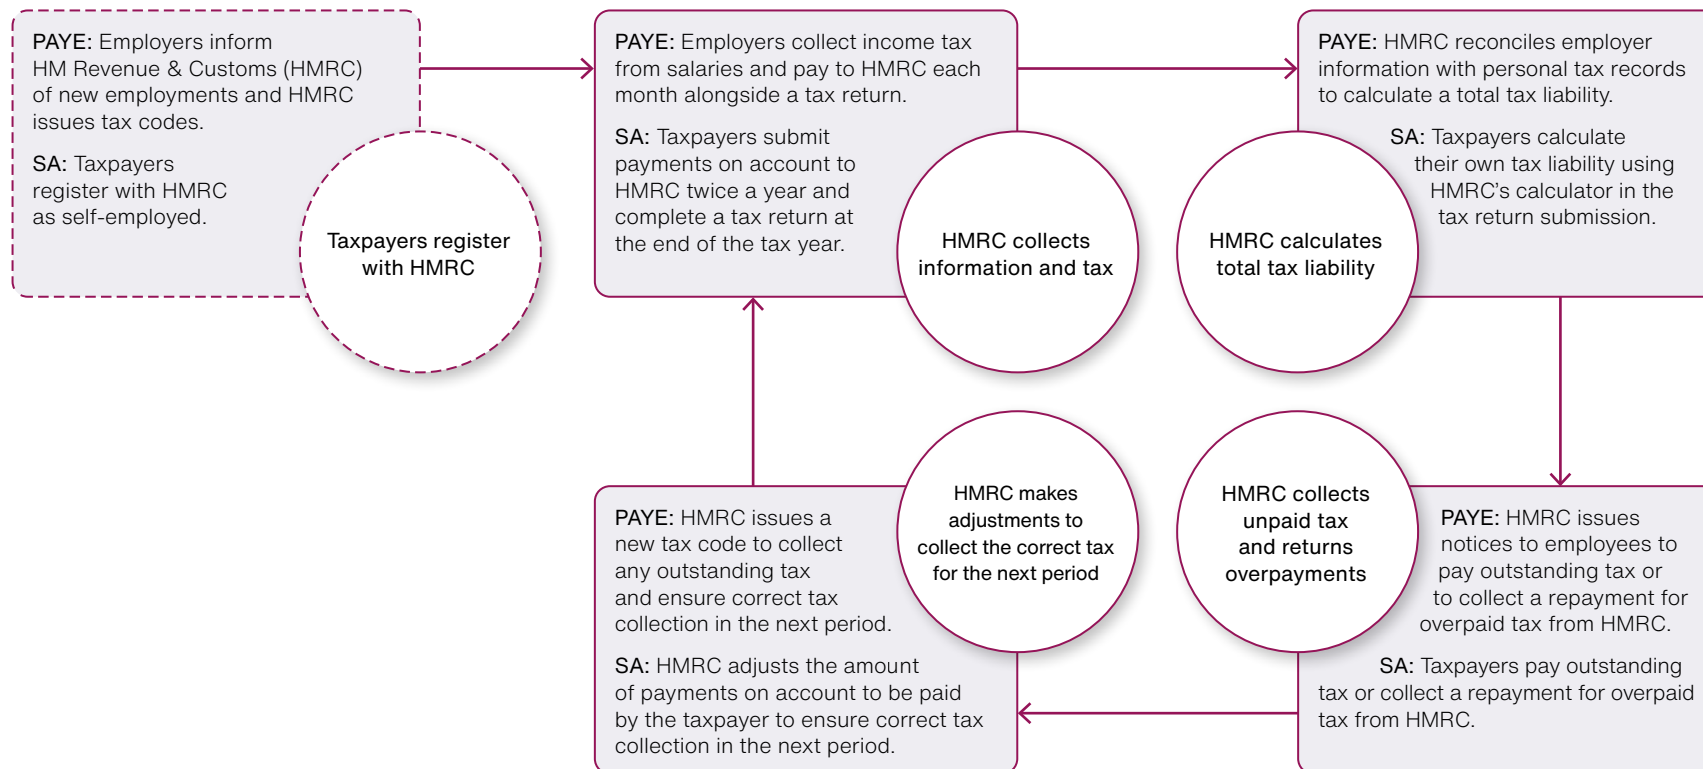 PAYE: Employers inform
HM Revenue & Customs (HMRC)
of new employments and HMRC
issues tax codes.
SA: Taxpayers
register with HMRC
as self-employed.
Taxpayers register
with HMRC
PAYE: Employers collect income tax
from salaries and pay to HMRC each
month alongside a tax return.
SA: Taxpayers submit
payments on account to
HMRC twice a year and
complete a tax return at
the end of the tax year.
HMRC collects
information and tax
PAYE: HMRC reconciles employer
information with personal tax records
to calculate a total tax liability.
SA: Taxpayers calculate
their own tax liability using
HMRC's calculator in the
tax return submission.
HMRC calculates
total tax liability
PAYE: HMRC issues
notices to employees to
pay outstanding tax or
to collect a repayment for
overpaid tax from HMRC.
SA: Taxpayers pay outstanding
tax or collect a repayment for overpaid
tax from HMRC.
HMRC collects
unpaid tax
and returns
overpayments
PAYE: HMRC issues a
new tax code to collect
any outstanding tax
and ensure correct tax
collection in the next period.
SA: HMRC adjusts the amount
of payments on account to be paid
by the taxpayer to ensure correct tax
collection in the next period.
HMRC makes
adjustments to
collect the correct tax
for the next period